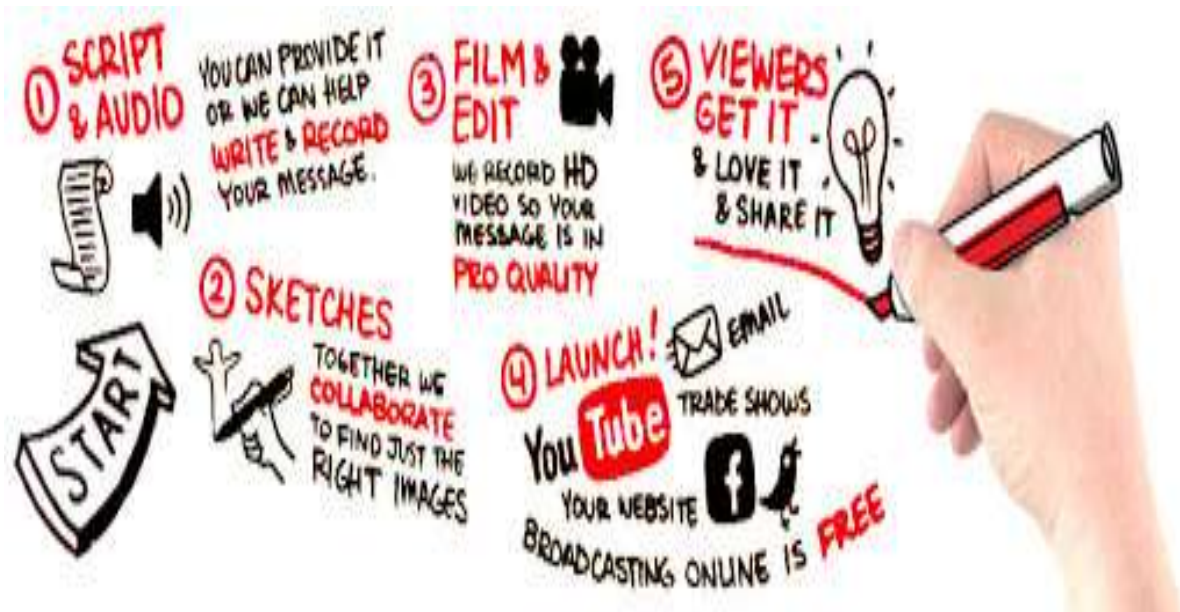 START
1 SCRIPT
& AUDIO
YOU CAN PROVIDE IT
OR WE CAN HELP
WRITE & RECORD
YOUR MESSAGE.
2 SKETCHES
TOGETHER WE
COLLABORATE
TO FIND JUST THE
RIGHT IMAGES
3 FILM &
EDIT
WE RECORD HD
VIDEO SO YOUR
MESSAGE IS IN
PRO QUALITY
4 LAUNCH!
EMAIL
YouTube
TRADE SHOWS
YOUR WEBSITE
f
BROADCASTING ONLINE IS FREE
5 VIEWERS
GET IT
& LOVE IT
& SHARE IT